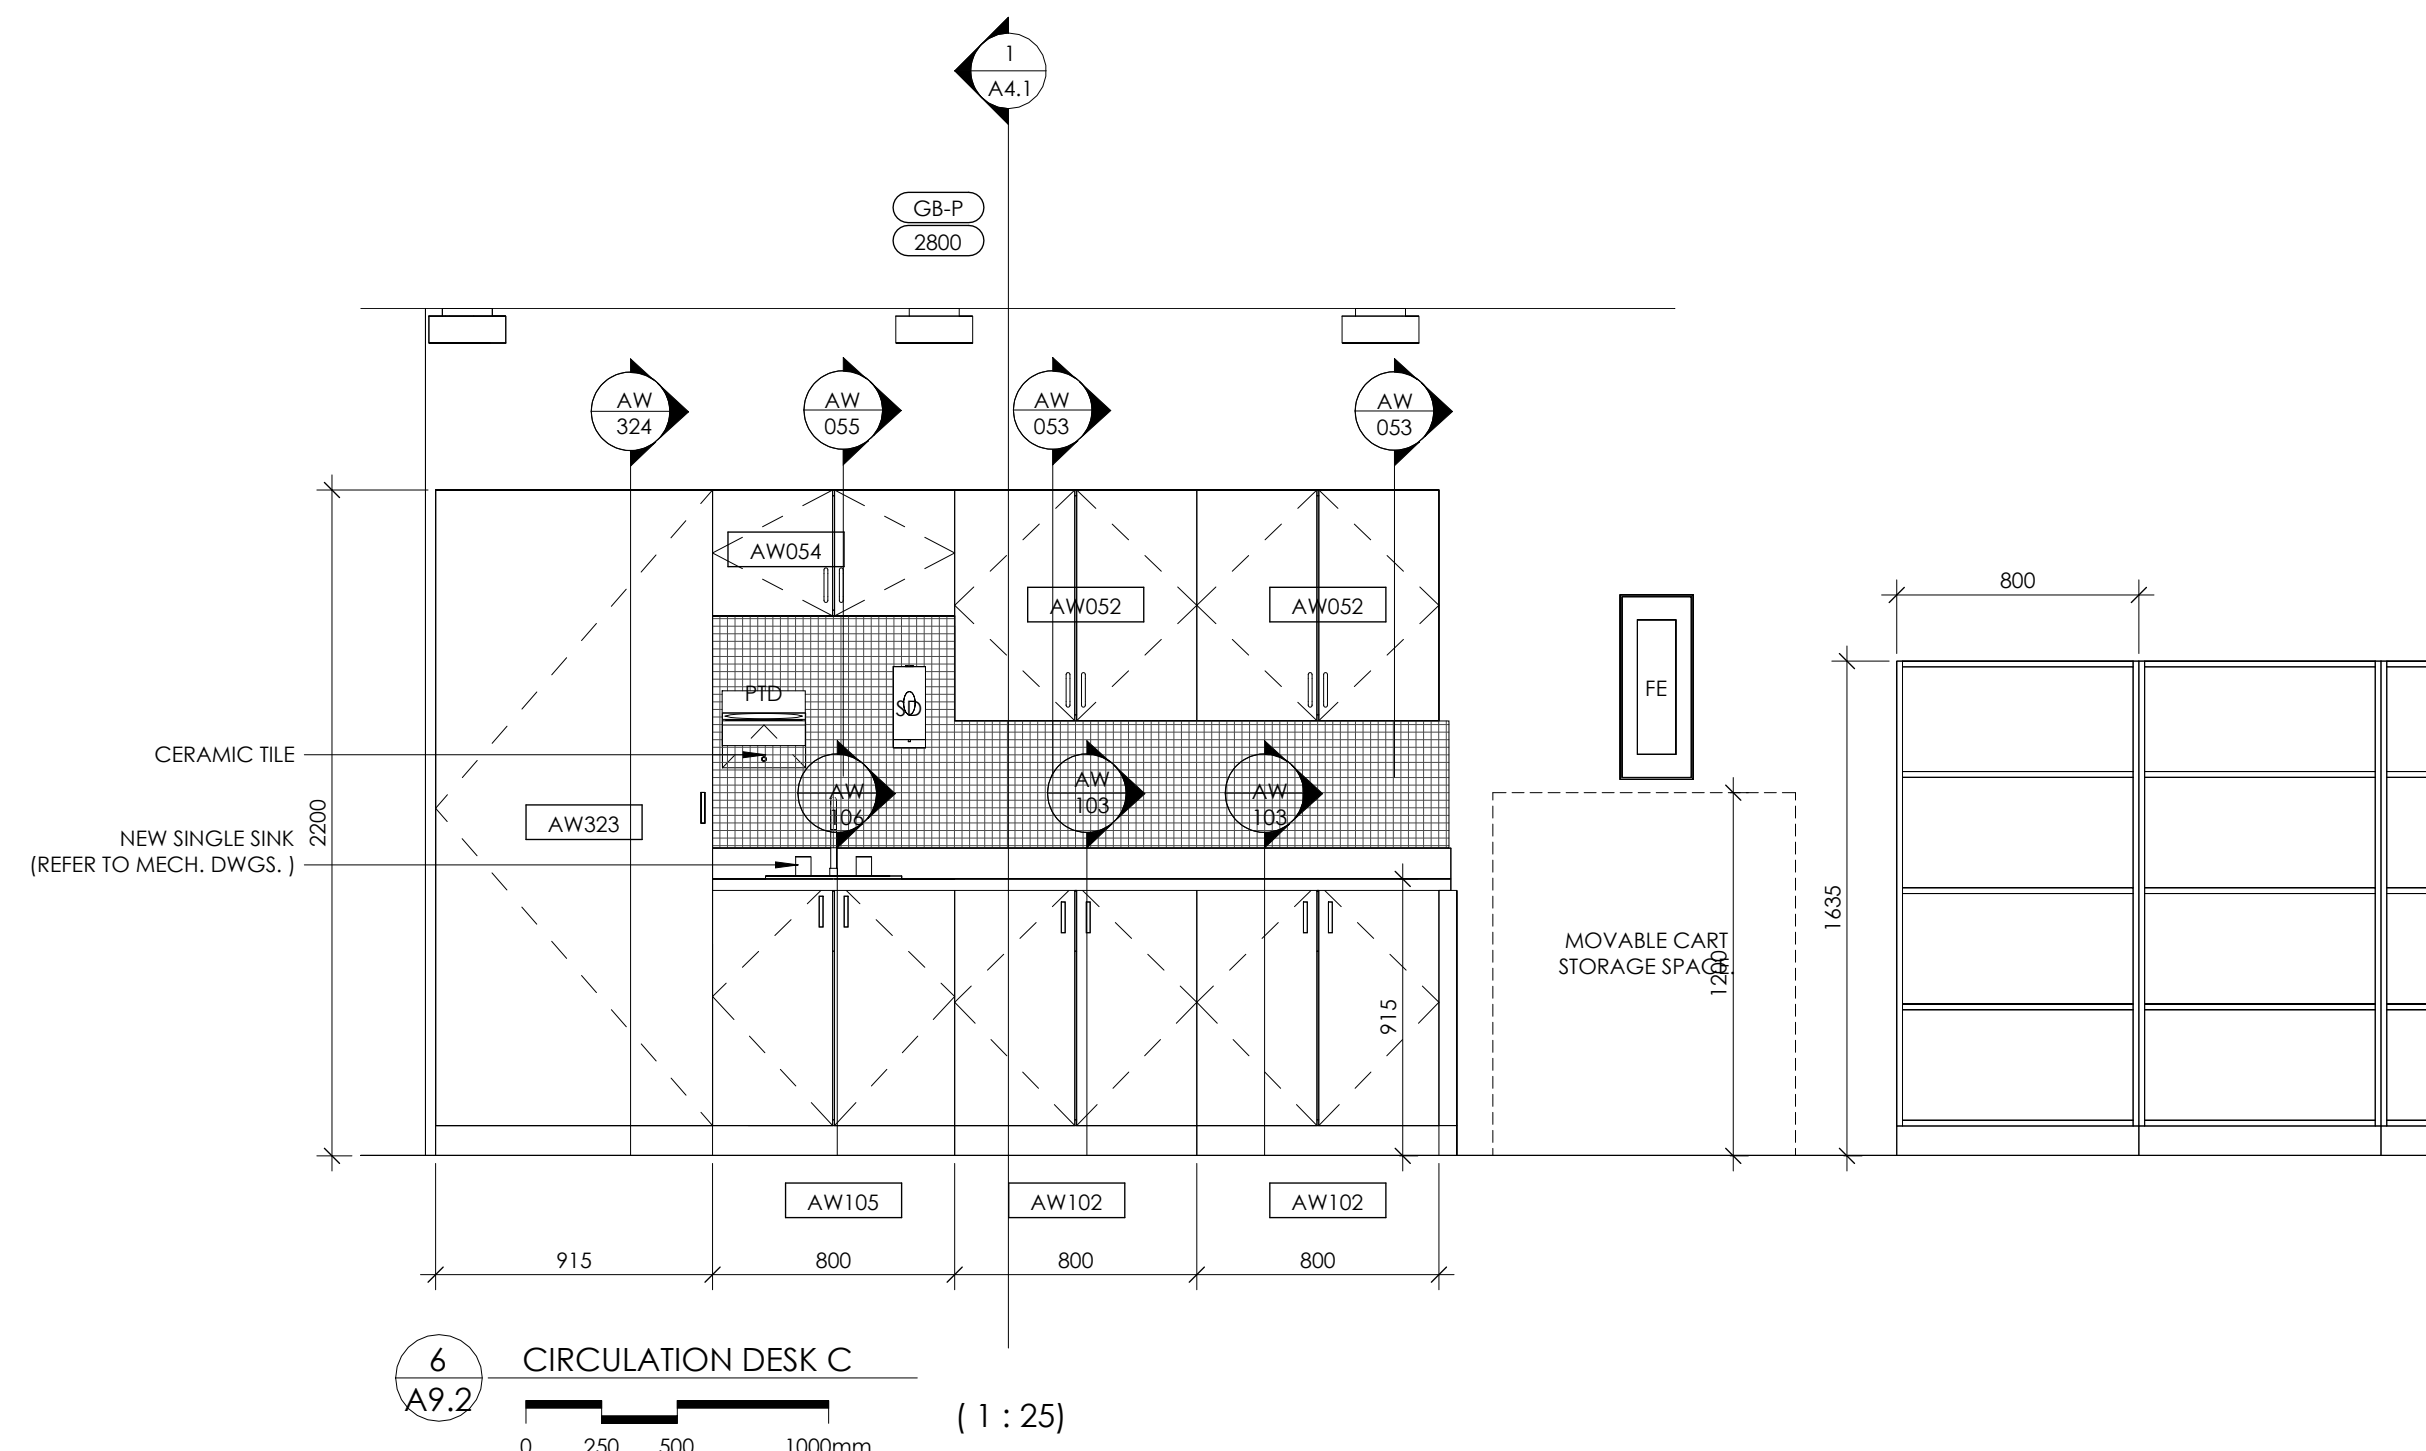 1
A4.1
GB-P
2800
AW
324
AW
055
AW
053
AW
053
AW054
AW052
AW052
800
PTD
SD
FE
CERAMIC TILE
AW
106
AW
103
AW
103
AW323
2200
NEW SINGLE SINK
(REFER TO MECH. DWGS. )
1635
MOVABLE CART
STORAGE SPACE.
1200
915
AW105
AW102
AW102
915
800
800
800
6
A9.2
CIRCULATION DESK C
( 1 : 25)
0
250
500
1000mm